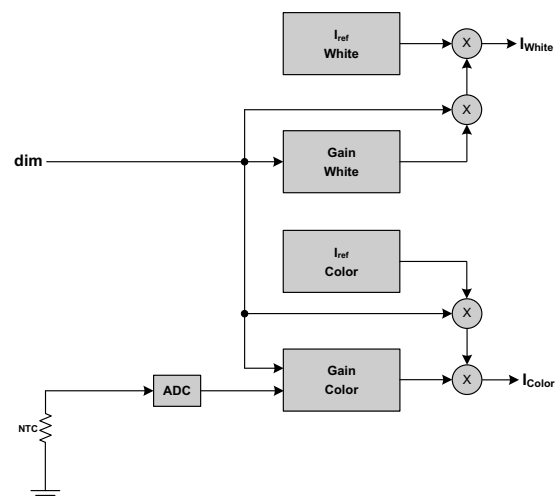 Iref
White
X
IWhite
X
dim
Gain
White
Iref
Color
X
Gain
Color
X
IColor
ADC
NTC